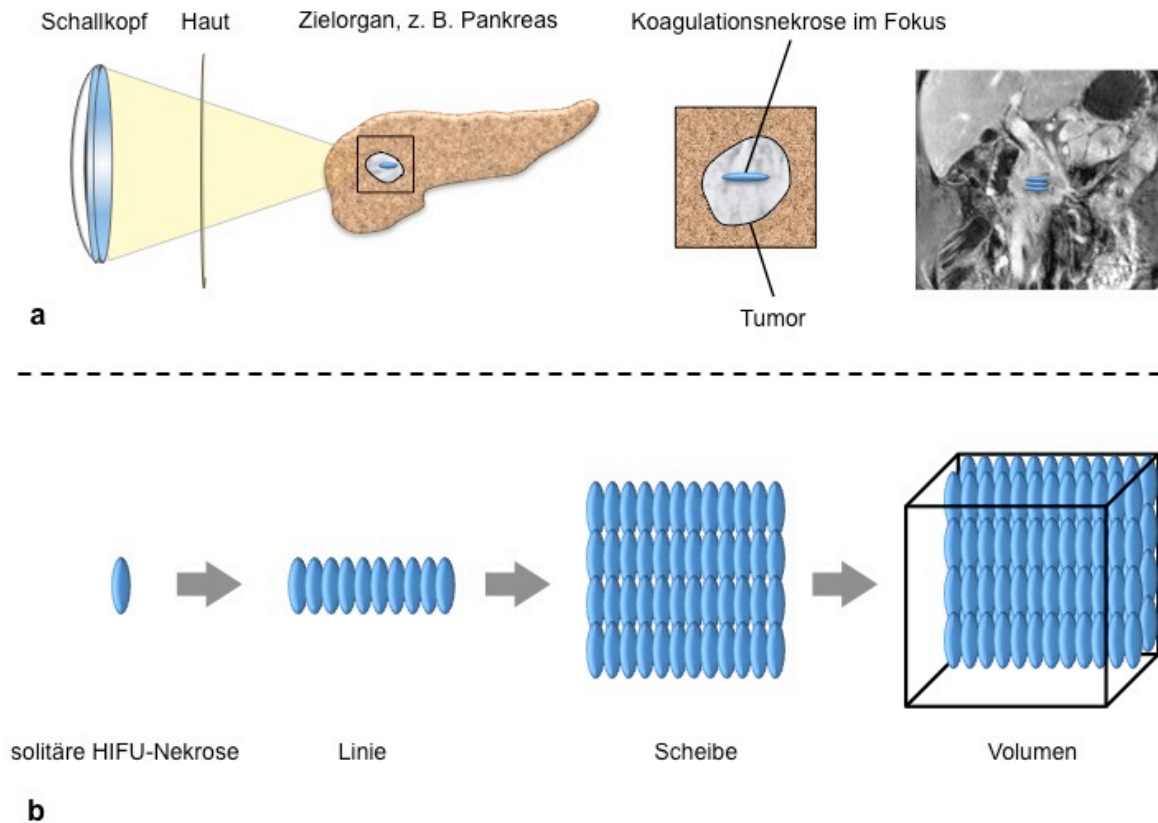 Schallkopf
Haut
Zielorgan, z. B. Pankreas
Koagulationsnekrose im Fokus
Tumor
a
solitäre HIFU-Nekrose
Linie
Scheibe
Volumen
b